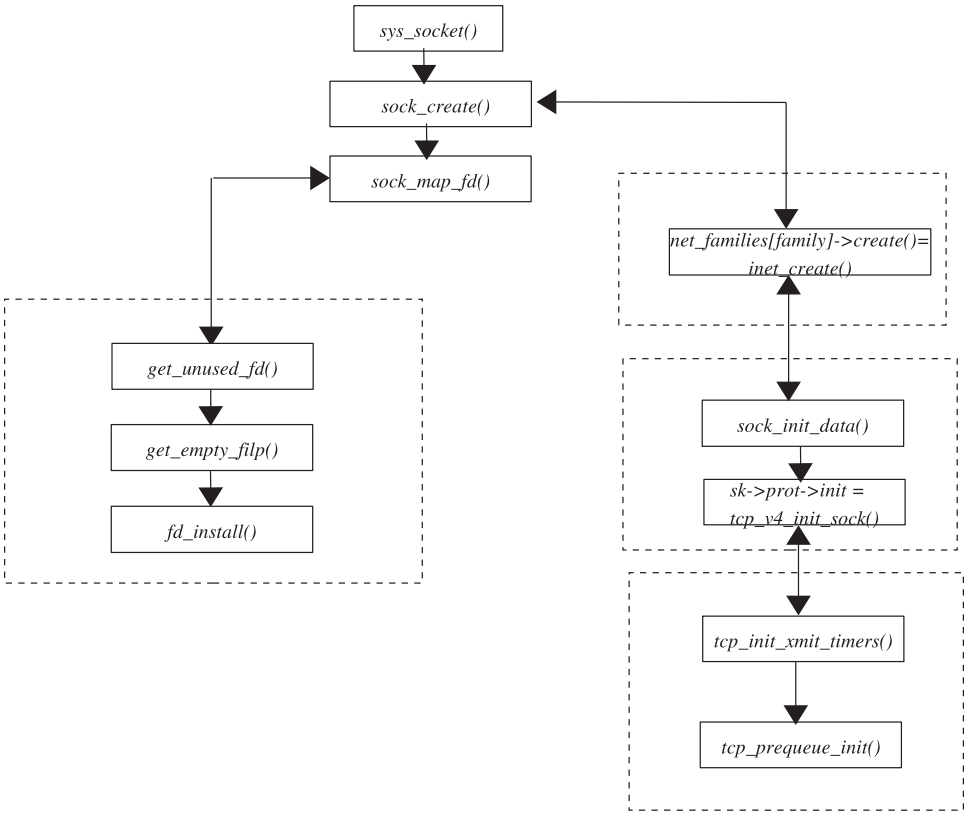 sys_socket()
sock_create()
sock_map_fd()
net_families[family]->create()=
inet_create()
get_unused_fd()
get_empty_filp()
fd_install()
sock_init_data()
sk->prot->init =
tcp_v4_init_sock()
tcp_init_xmit_timers()
tcp_prequeue_init()